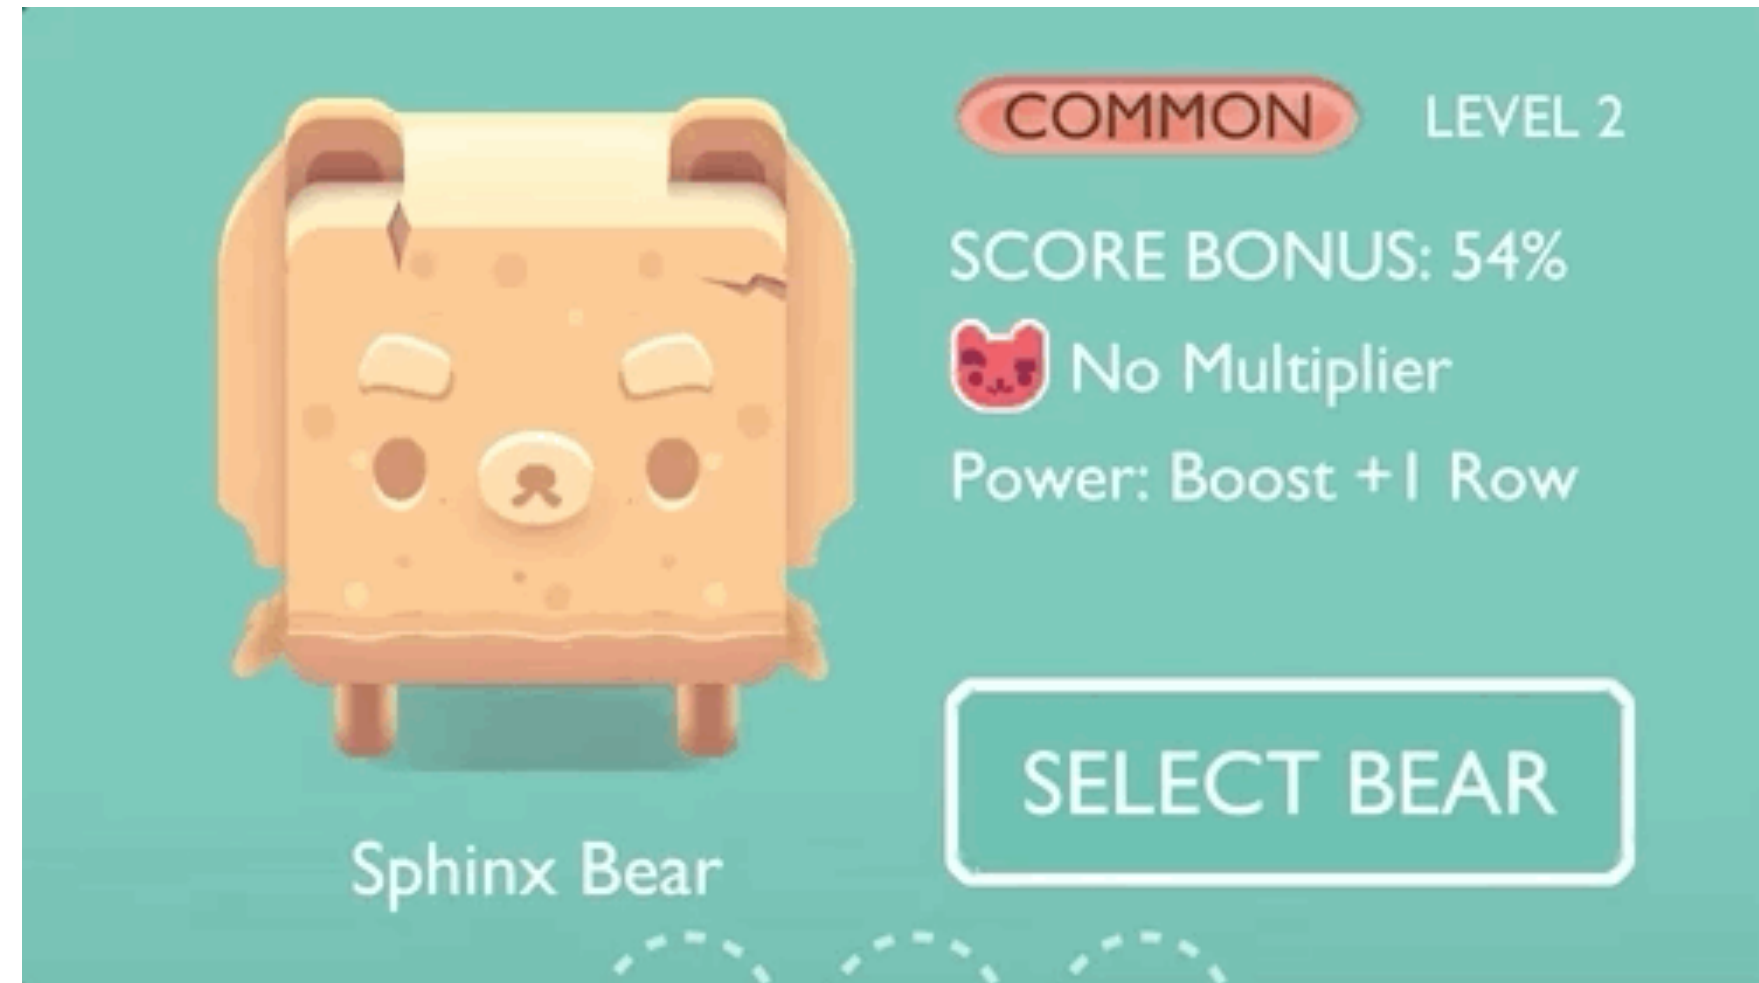 COMMON
LEVEL 2
SCORE BONUS: 54%
No Multiplier
Power: Boost +1 Row
SELECT BEAR
Sphinx Bear